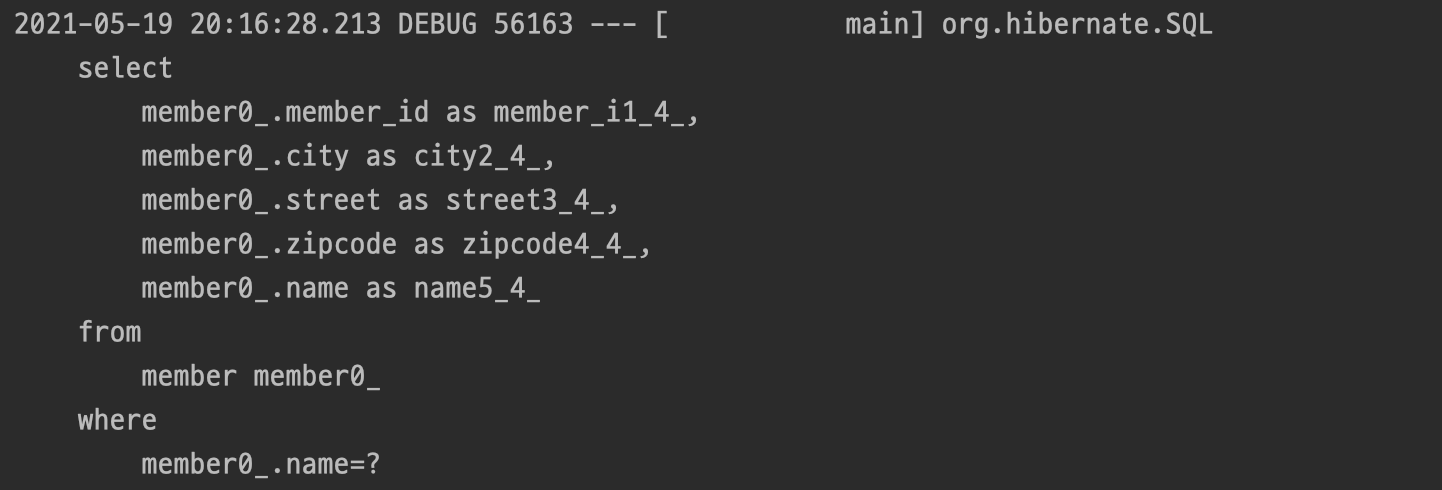 2021-05-19 20:16:28.213 DEBUG 56163 --- [           main] org.hibernate.SQL
    select
        member0_.member_id as member_i1_4_,
        member0_.city as city2_4_,
        member0_.street as street3_4_,
        member0_.zipcode as zipcode4_4_,
        member0_.name as name5_4_
    from
        member member0_
    where
        member0_.name=?